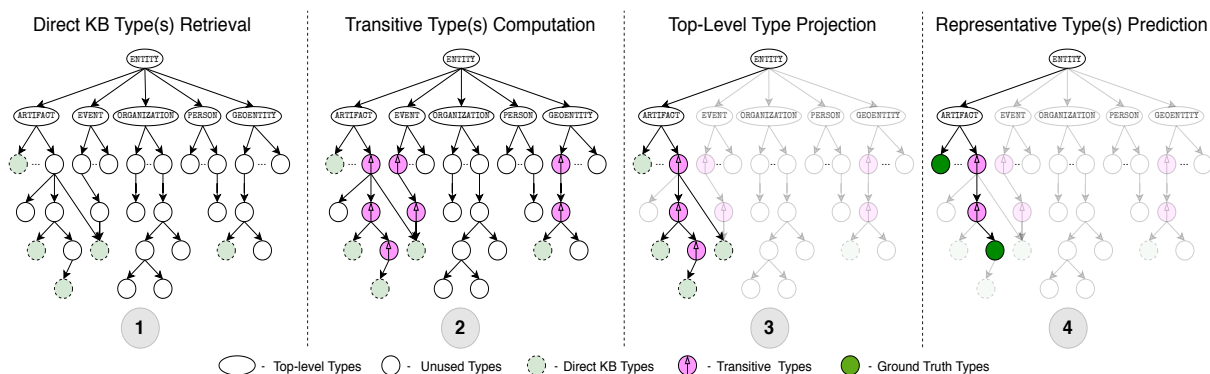 Direct KB Type(s) Retrieval
ENTITY
ARTIFACT EVENT ORGANIZATION PERSON GEOENTITY
... ... ...
1
Transitive Type(s) Computation
ENTITY
ARTIFACT EVENT ORGANIZATION PERSON GEOENTITY
... ... ...
2
Top-Level Type Projection
ENTITY
ARTIFACT EVENT ORGANIZATION PERSON GEOENTITY
... ... ...
3
Representative Type(s) Prediction
ENTITY
ARTIFACT EVENT ORGANIZATION PERSON GEOENTITY
... ... ...
4
- Top-level Types - Unused Types - Direct KB Types - Transitive Types - Ground Truth Types